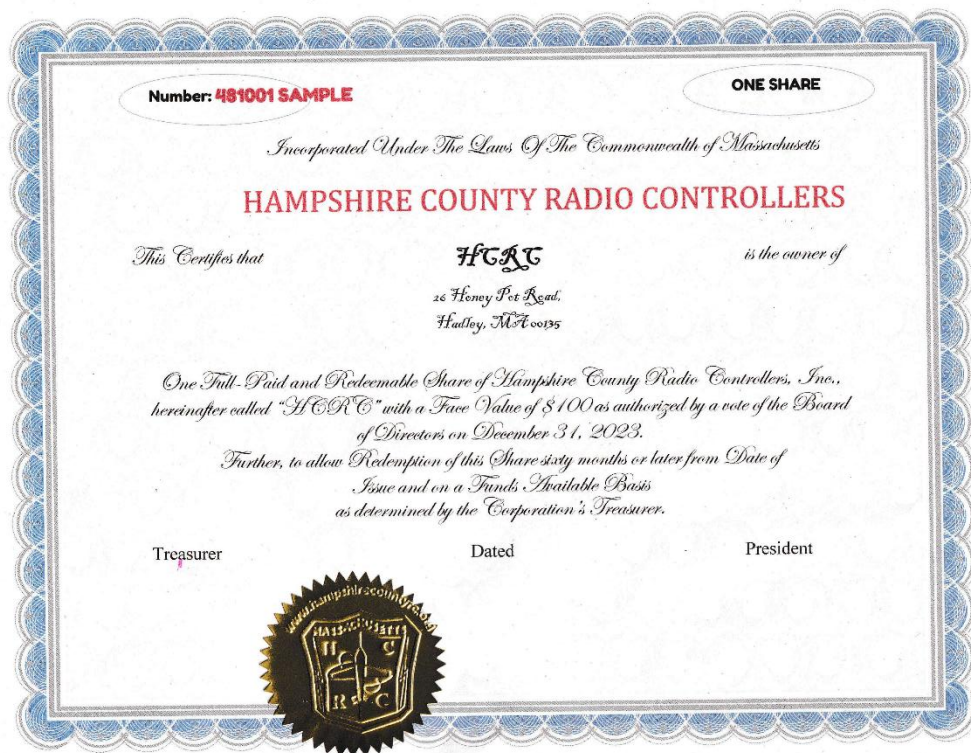 Number: 481001 SAMPLE
ONE SHARE
Incorporated Under The Laws Of The Commonwealth of Massachusetts
HAMPSHIRE COUNTY RADIO CONTROLLERS
This Certifies that HCRC is the owner of
26 Honey Pot Road,
Hadley, MA 00135
One Full-Paid and Redeemable Share of Hampshire County Radio Controllers, Inc.,
hereinafter called "HCRC" with a Face Value of $100 as authorized by a vote of the Board
of Directors on December 31, 2023.
Further, to allow Redemption of this Share sixty months or later from Date of
Issue and on a Funds Available Basis
as determined by the Corporation's Treasurer.
Treasurer Dated President
www.hampshirecountyrc.org
MASSACHUSETTS
H C
R C